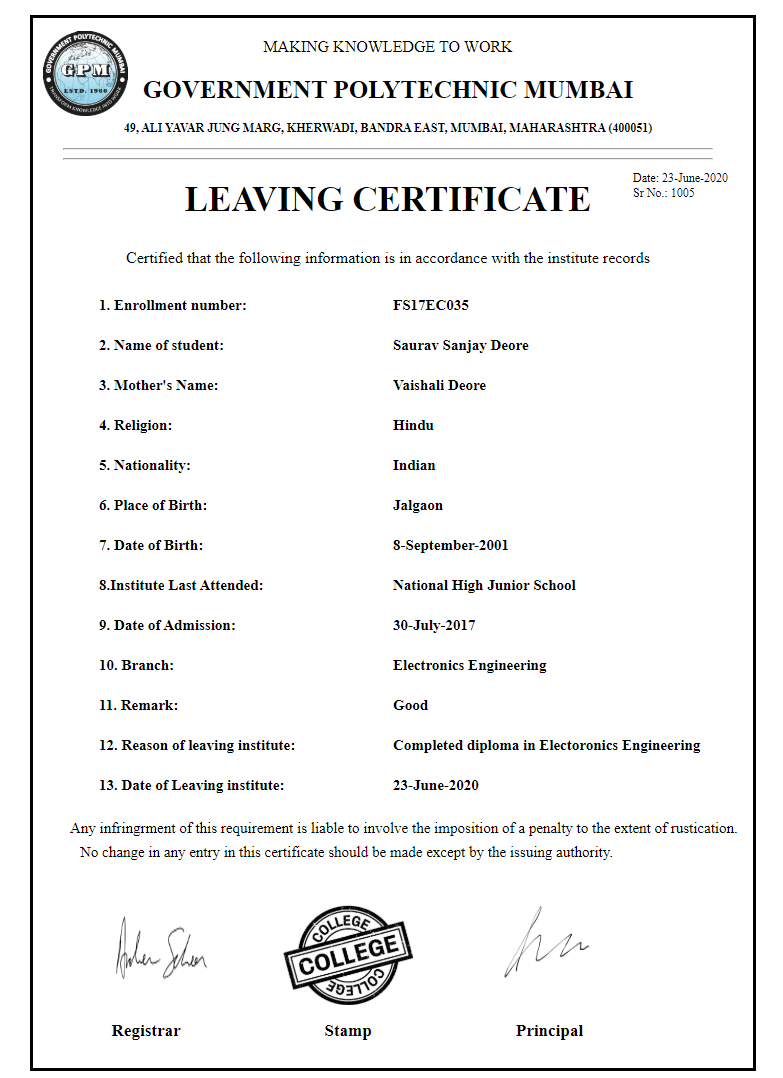 MAKING KNOWLEDGE TO WORK
GOVERNMENT POLYTECHNIC MUMBAI
GPM
ESTD. 1960
49, ALI YAVAR JUNG MARG, KHERWADI, BANDRA EAST, MUMBAI, MAHARASHTRA (400051)
Date: 23-June-2020
Sr No.: 1005
LEAVING CERTIFICATE
Certified that the following information is in accordance with the institute records
1. Enrollment number: FS17EC035
2. Name of student: Saurav Sanjay Deore
3. Mother's Name: Vaishali Deore
4. Religion: Hindu
5. Nationality: Indian
6. Place of Birth: Jalgaon
7. Date of Birth: 8-September-2001
8.Institute Last Attended: National High Junior School
9. Date of Admission: 30-July-2017
10. Branch: Electronics Engineering
11. Remark: Good
12. Reason of leaving institute: Completed diploma in Electoronics Engineering
13. Date of Leaving institute: 23-June-2020
Any infringrment of this requirement is liable to involve the imposition of a penalty to the extent of rustication.
No change in any entry in this certificate should be made except by the issuing authority.
COLLEGE
COLLEGE
COLLEGE
Registrar Stamp Principal